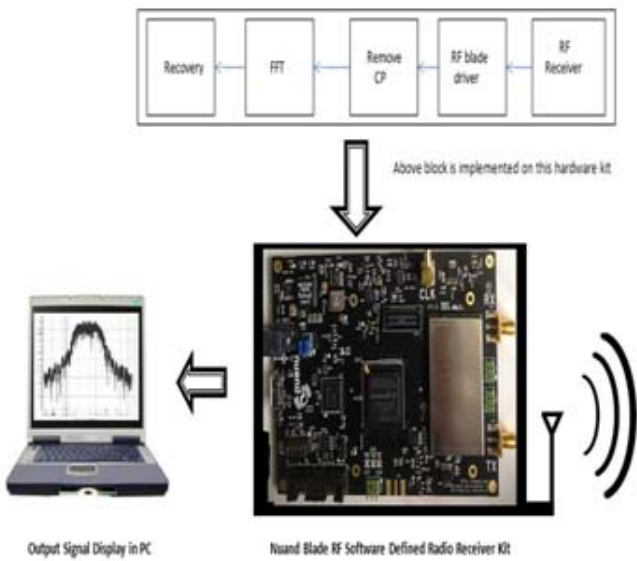 Recovery
FFT
Remove
CP
RF blade
driver
RF
Receiver
Above block is implemented on this hardware kit
CLK
RX
nuand
TX
Output Signal Display in PC
Nuand Blade RF Software Defined Radio Receiver Kit